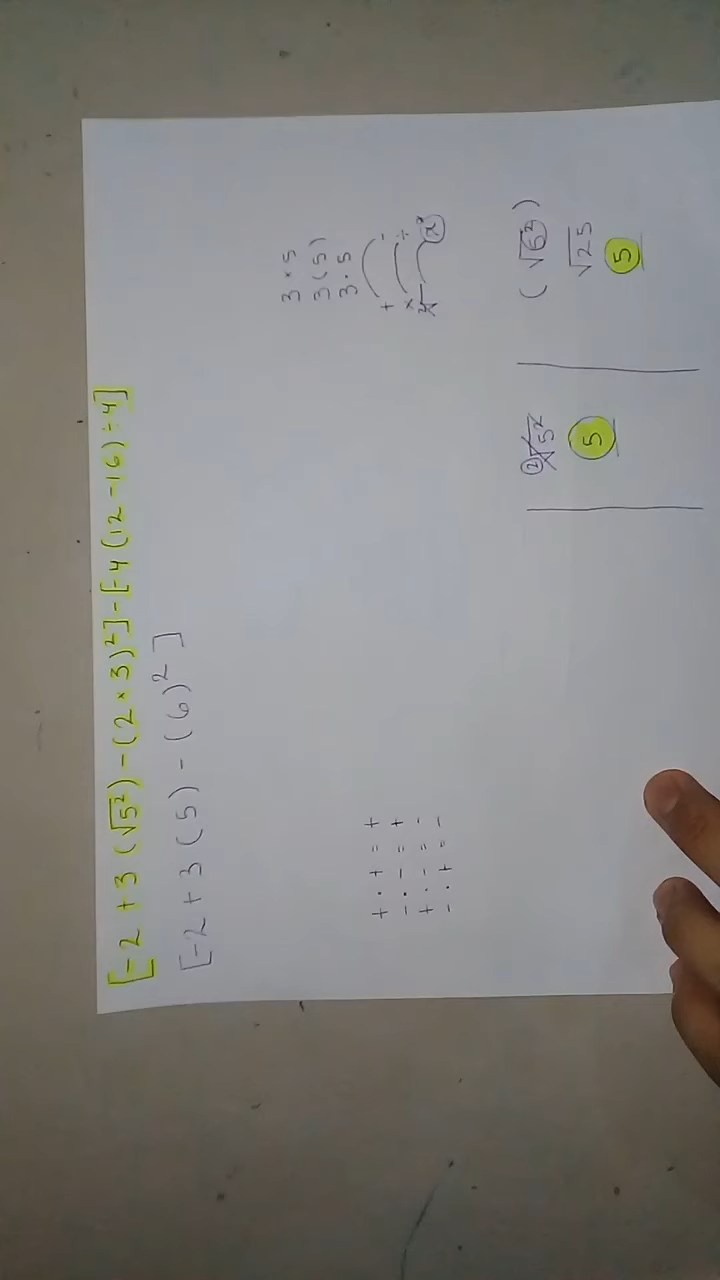 [-2 + 3 (√5²) - (2 × 3)²] - [-4 (12 - 16) ÷ 4]
[-2 + 3 (5) - (6)²]
3 × 5
3 (5)
3 · 5
+ -
× ÷
+ · + = +
- · - = +
+ · - = -
- · + = -
2√5²
5
(√5²)
√25
5